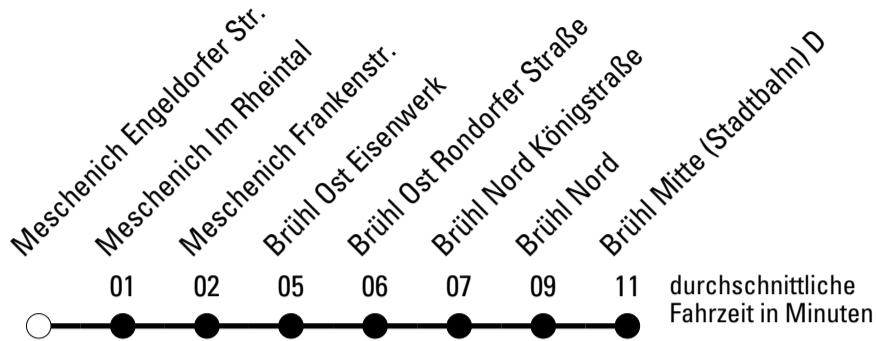 Meschenich Engeldorfer Str.
Meschenich Im Rheintal
Meschenich Frankenstr.
Brühl Ost Eisenwerk
Brühl Ost Rondorfer Straße
Brühl Nord Königstraße
Brühl Nord
Brühl Mitte (Stadtbahn) D
01 02 05 06 07 09 11
durchschnittliche
Fahrzeit in Minuten